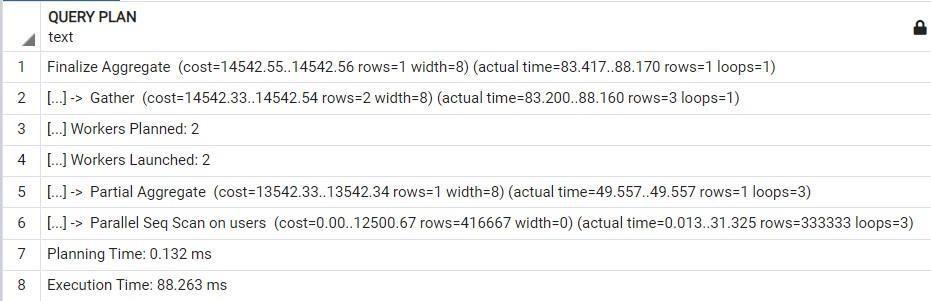 QUERY PLAN
text
1 Finalize Aggregate (cost=14542.55..14542.56 rows=1 width=8) (actual time=83.417..88.170 rows=1 loops=1)
2 [...] -> Gather (cost=14542.33..14542.54 rows=2 width=8) (actual time=83.200..88.160 rows=3 loops=1)
3 [...] Workers Planned: 2
4 [...] Workers Launched: 2
5 [...] -> Partial Aggregate (cost=13542.33..13542.34 rows=1 width=8) (actual time=49.557..49.557 rows=1 loops=3)
6 [...] -> Parallel Seq Scan on users (cost=0.00..12500.67 rows=416667 width=0) (actual time=0.013..31.325 rows=333333 loops=3)
7 Planning Time: 0.132 ms
8 Execution Time: 88.263 ms